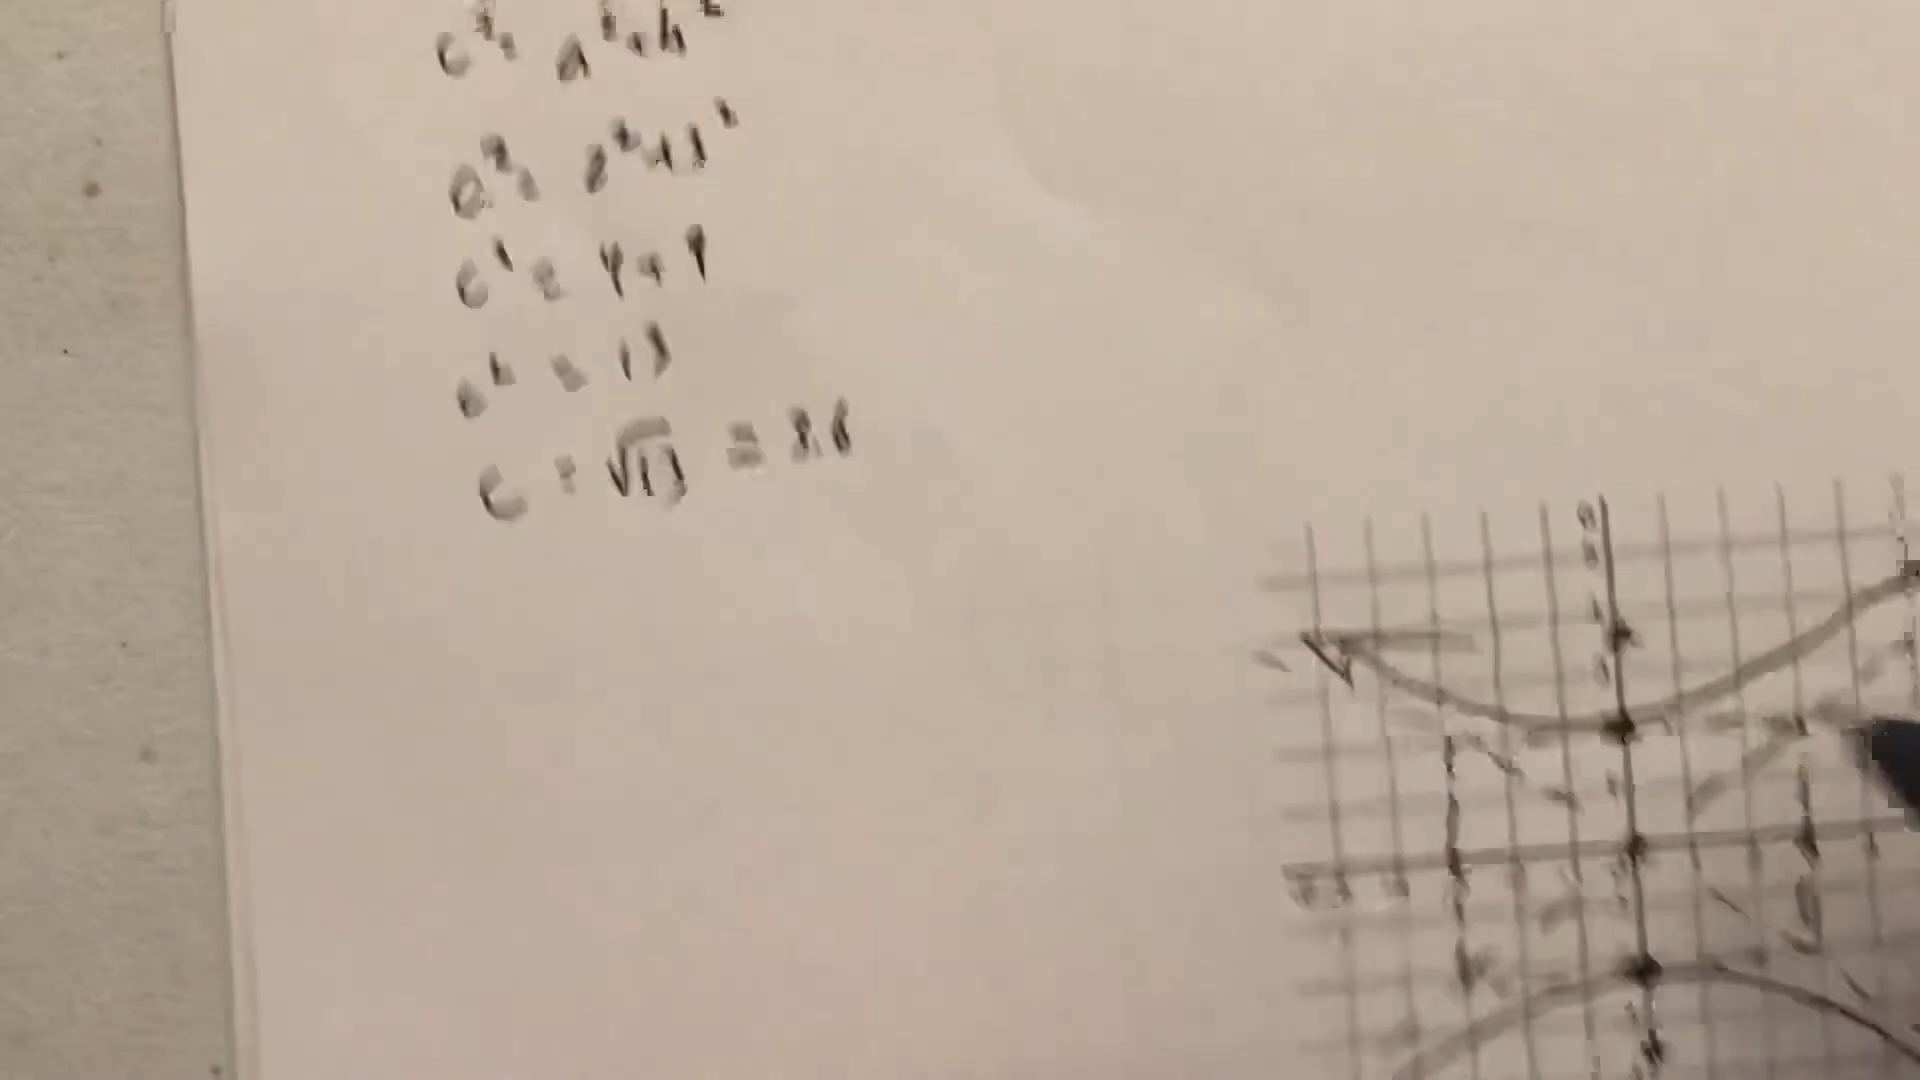 c² = a² + b²
c² = 2² + 3²
c² = 4 + 9
c² = 13
c = √13 = 3.6